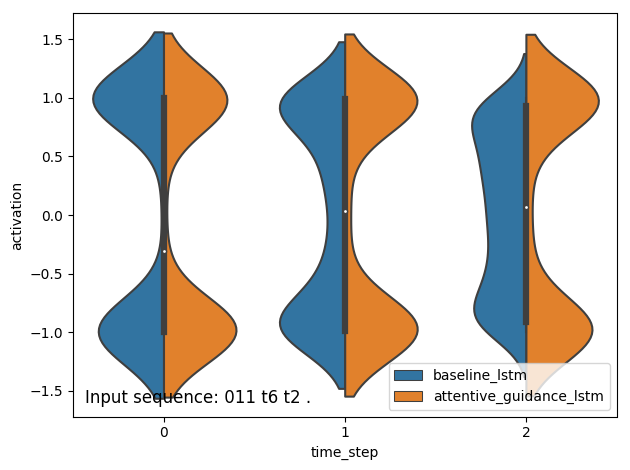 1.5
1.0
0.5
0.0
−0.5
−1.0
−1.5
activation
Input sequence: 011 t6 t2 .
baseline_lstm
attentive_guidance_lstm
0 1 2
time_step